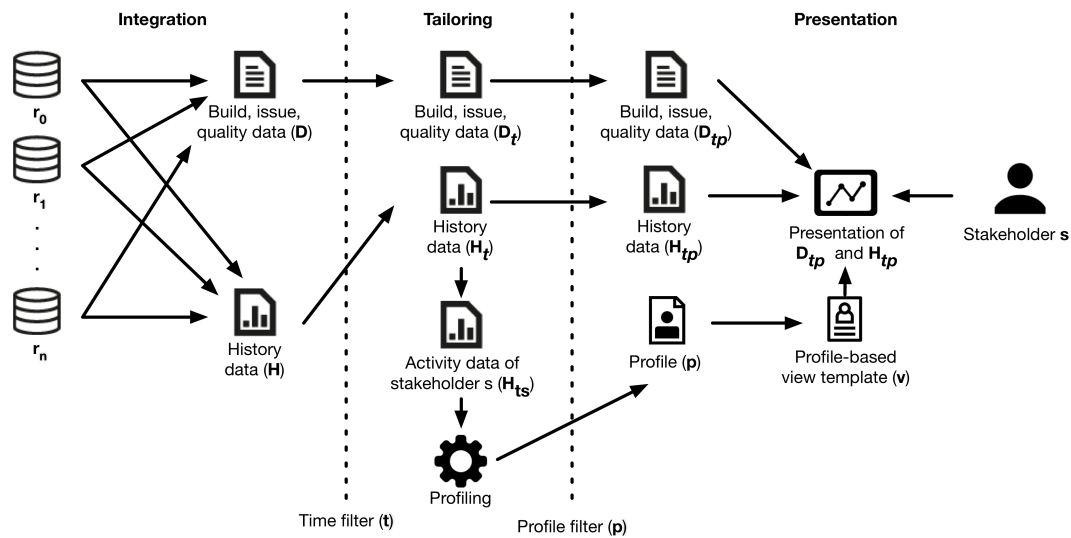 Integration
Tailoring
Presentation
r0
r1
.
.
.
rn
Build, issue,
quality data (D)
History
data (H)
Build, issue,
quality data (Dt)
History
data (Ht)
Activity data of
stakeholder s (Hts)
Profiling
Build, issue,
quality data (Dtp)
History
data (Htp)
Profile (p)
Presentation of
Dtp and Htp
Profile-based
view template (v)
Stakeholder s
Time filter (t)
Profile filter (p)